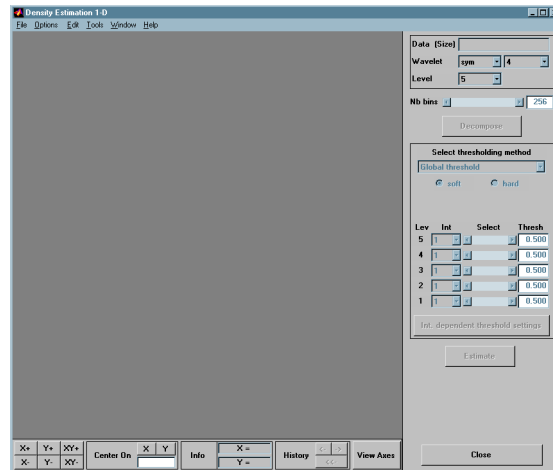 Density Estimation 1-D
File Options Edit Tools Window Help
Data (Size)
Wavelet sym 4
Level 5
Nb bins 256
Decompose
Select thresholding method
Global threshold
soft hard
Lev Int Select Thresh
5 1 0.500
4 1 0.500
3 1 0.500
2 1 0.500
1 1 0.500
Int. dependent threshold settings
Estimate
X+ Y+ XY+
X- Y- XY-
Center On X Y
Info X =
Y =
History <- ->
<<-
View Axes
Close